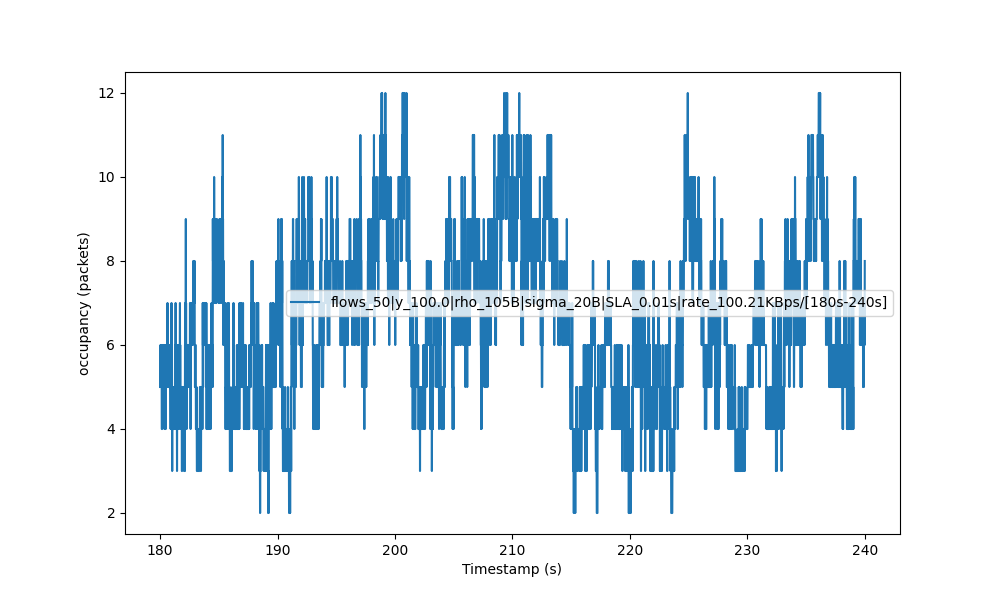 12
10
8
6
4
2
occupancy (packets)
flows_50|y_100.0|rho_105B|sigma_20B|SLA_0.01s|rate_100.21KBps/[180s-240s]
180 190 200 210 220 230 240
Timestamp (s)